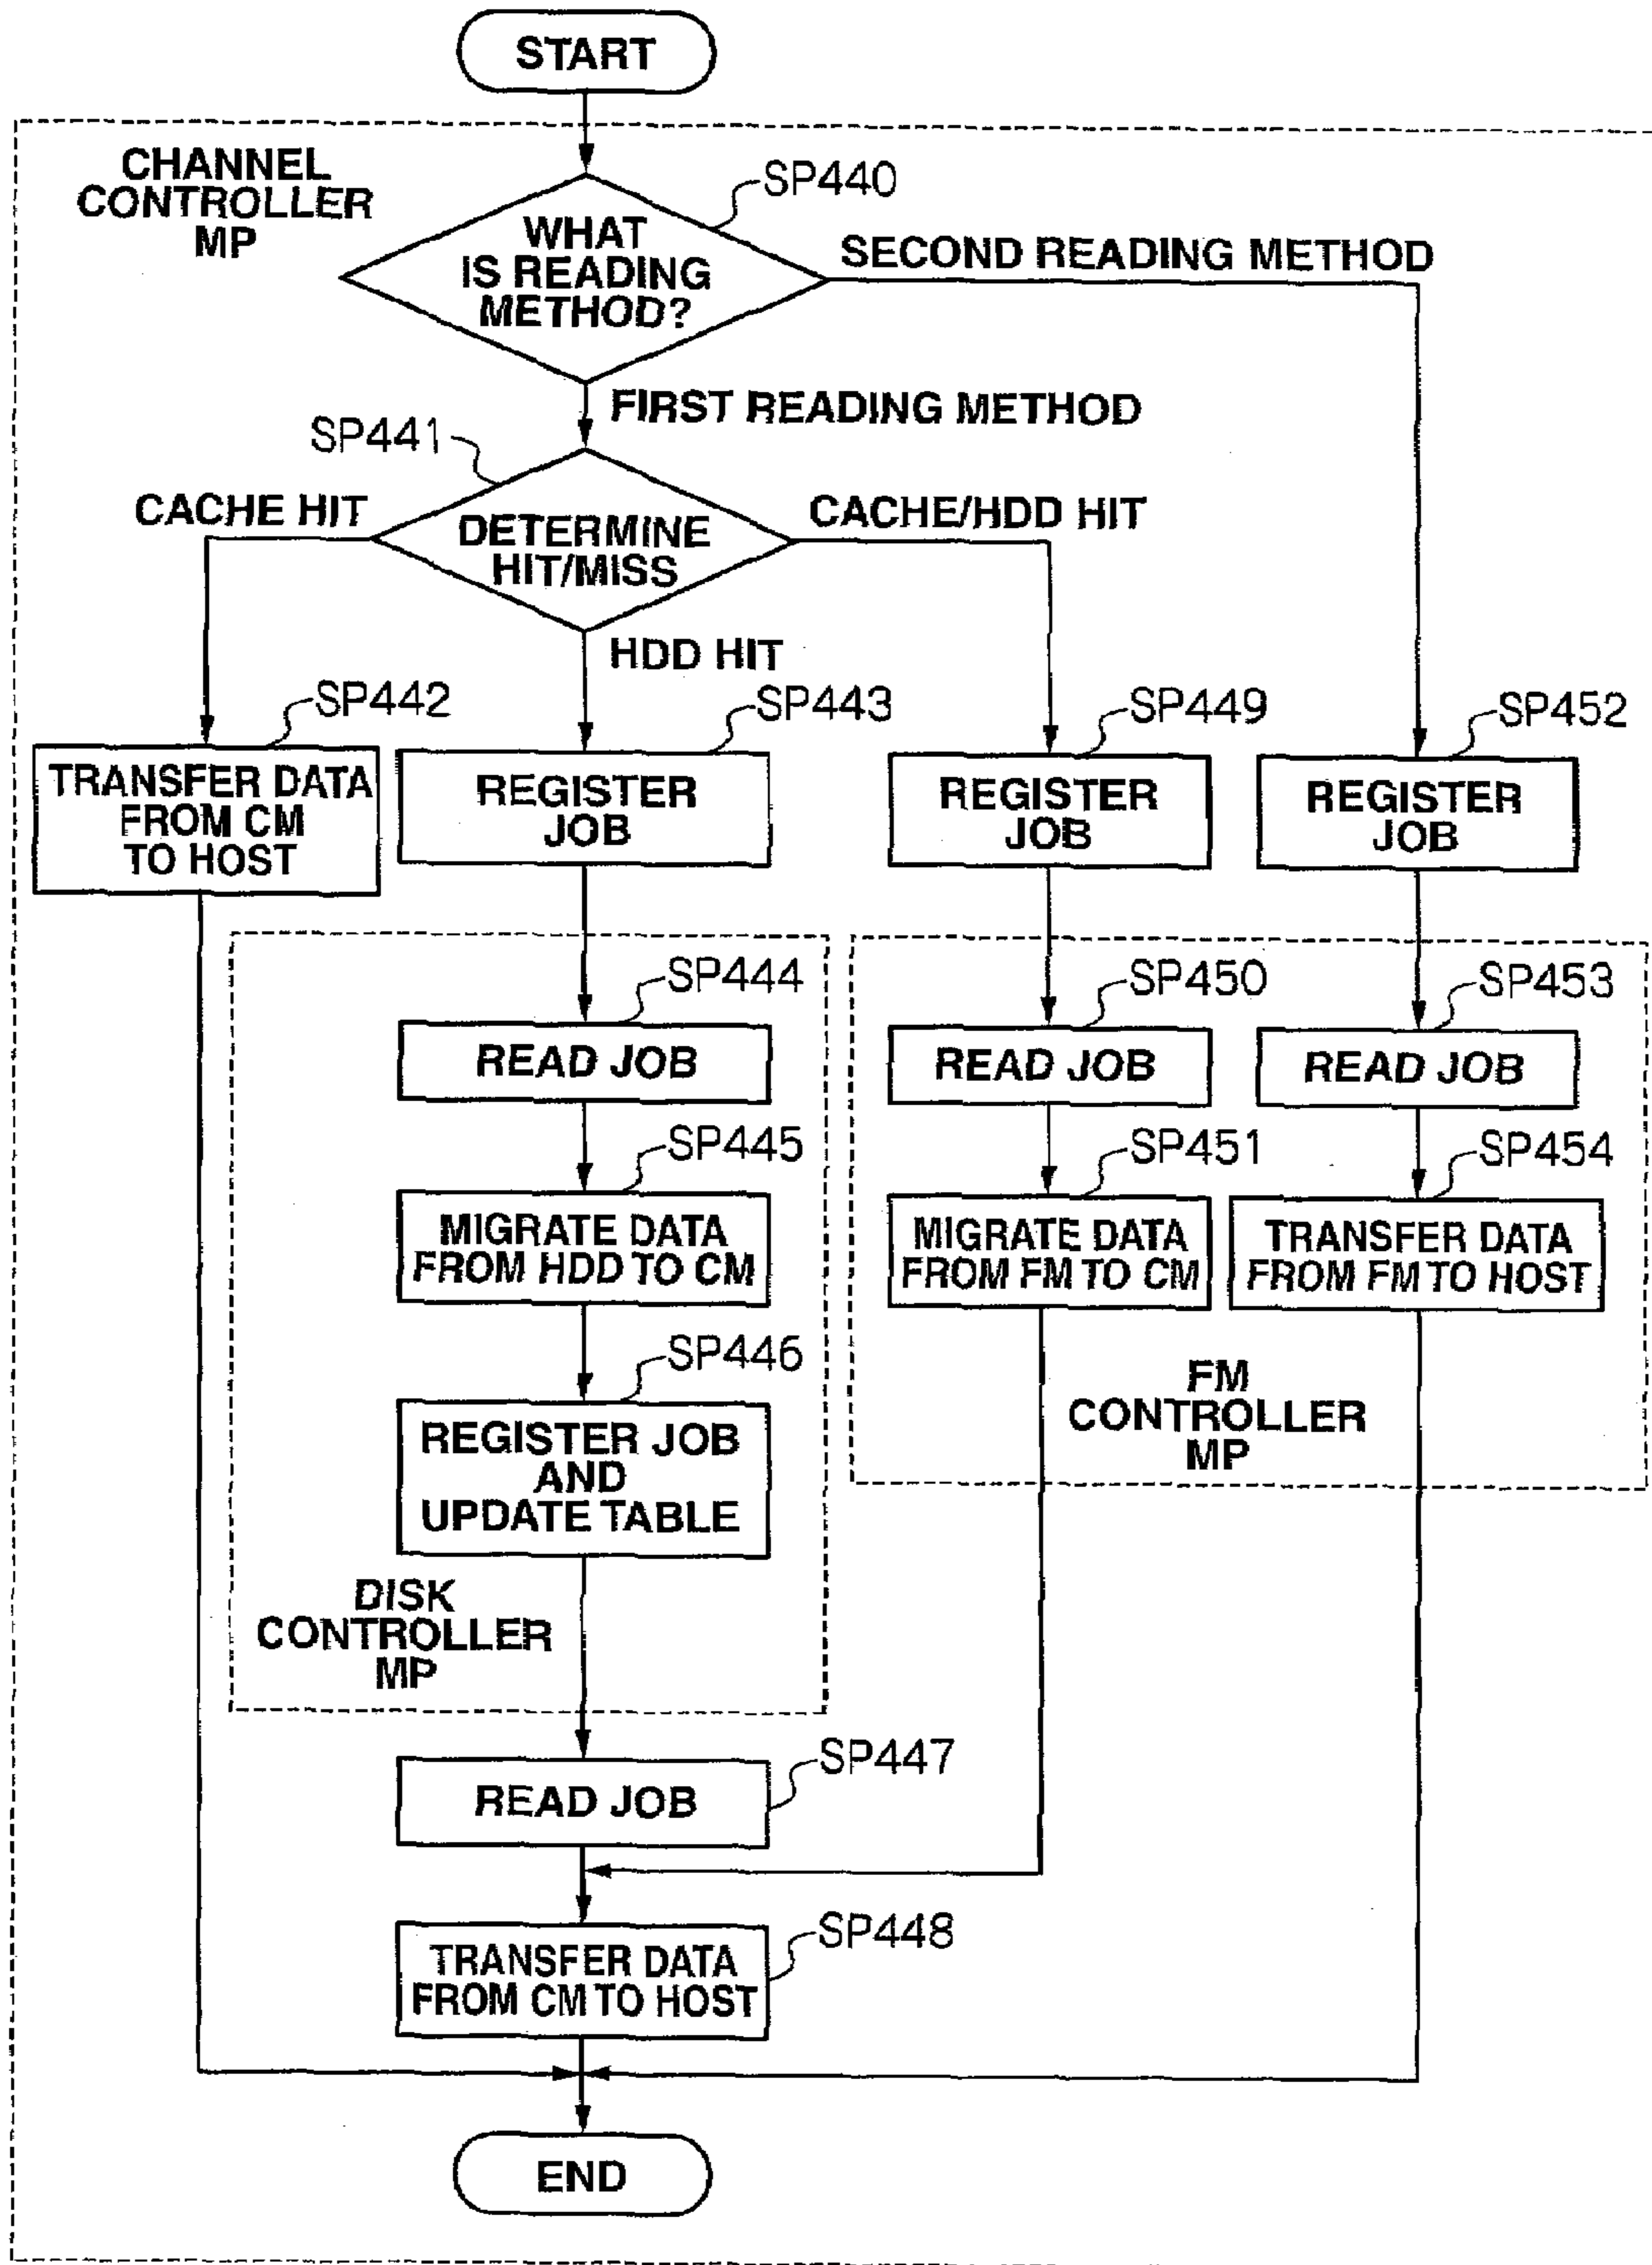 START
CHANNEL
CONTROLLER
MP
SP440
WHAT
IS READING
METHOD?
SECOND READING METHOD
FIRST READING METHOD
SP441
CACHE HIT
DETERMINE
HIT/MISS
CACHE/HDD HIT
HDD HIT
SP442
TRANSFER DATA
FROM CM
TO HOST
SP443
REGISTER
JOB
SP449
REGISTER
JOB
SP452
REGISTER
JOB
SP444
READ JOB
SP445
MIGRATE DATA
FROM HDD TO CM
SP446
REGISTER JOB
AND
UPDATE TABLE
DISK
CONTROLLER
MP
SP450
READ JOB
SP451
MIGRATE DATA
FROM FM TO CM
SP453
READ JOB
SP454
TRANSFER DATA
FROM FM TO HOST
FM
CONTROLLER
MP
SP447
READ JOB
SP448
TRANSFER DATA
FROM CM TO HOST
END